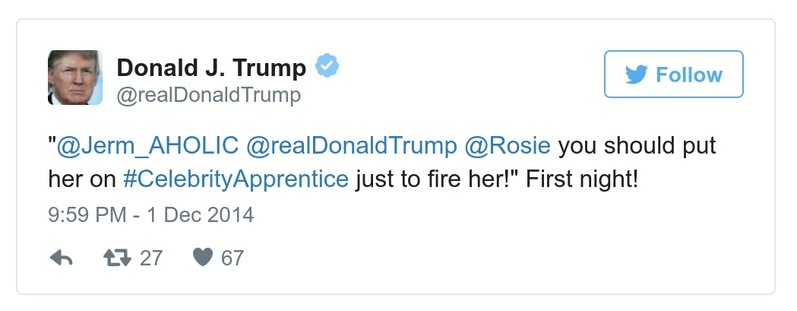 Donald J. Trump
Follow
@realDonaldTrump
"@Jerm_AHOLIC @realDonaldTrump @Rosie you should put
her on #CelebrityApprentice just to fire her!" First night!
9:59 PM - 1 Dec 2014
27 67